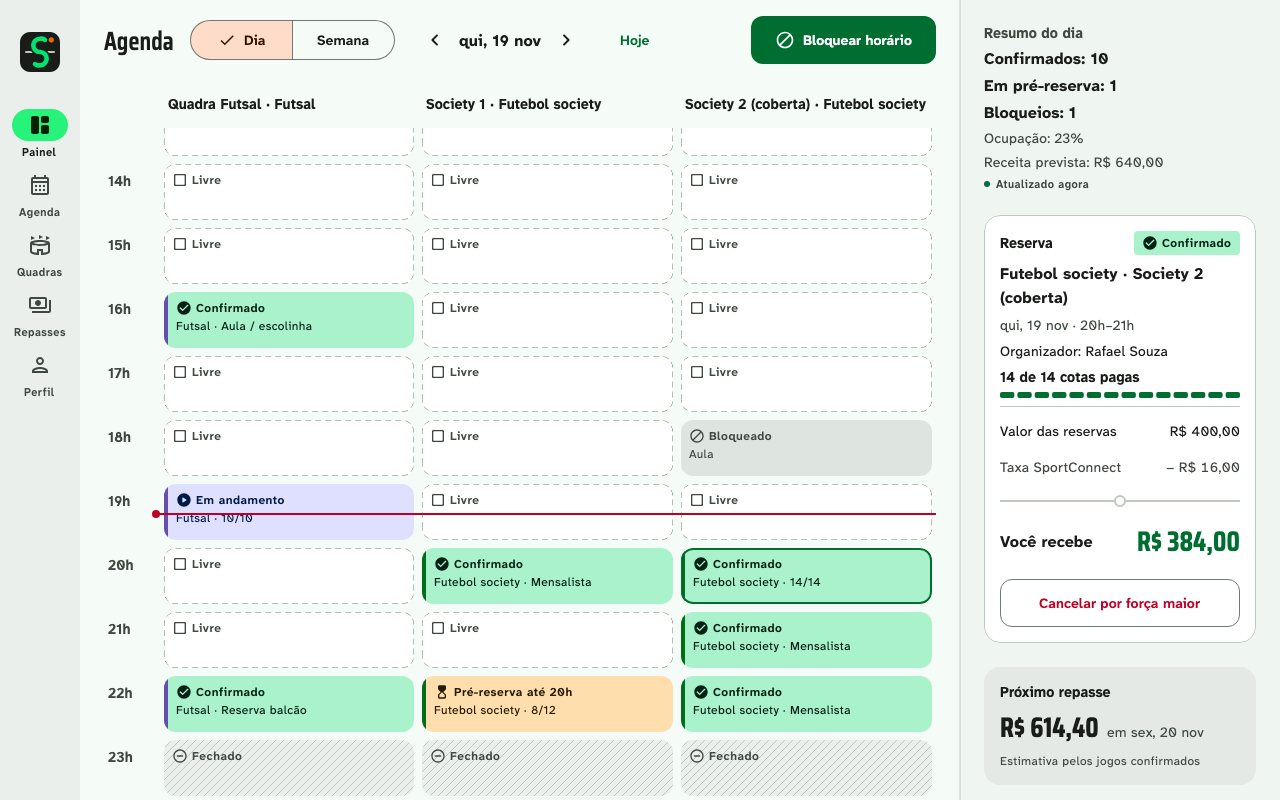 Agenda
Dia
Semana
qui, 19 nov
Hoje
Bloquear horário
Painel
Agenda
Quadras
Repasses
Perfil
Quadra Futsal · Futsal
Society 1 · Futebol society
Society 2 (coberta) · Futebol society
14h
Livre
Livre
Livre
15h
Livre
Livre
Livre
16h
Confirmado
Futsal · Aula / escolinha
Livre
Livre
17h
Livre
Livre
Livre
18h
Livre
Livre
Bloqueado
Aula
19h
Em andamento
Futsal · 10/10
Livre
Livre
20h
Livre
Confirmado
Futebol society · Mensalista
Confirmado
Futebol society · 14/14
21h
Livre
Livre
Confirmado
Futebol society · Mensalista
22h
Confirmado
Futsal · Reserva balcão
Pré-reserva até 20h
Futebol society · 8/12
Confirmado
Futebol society · Mensalista
23h
Fechado
Fechado
Fechado
Resumo do dia
Confirmados: 10
Em pré-reserva: 1
Bloqueios: 1
Ocupação: 23%
Receita prevista: R$ 640,00
Atualizado agora
Reserva
Confirmado
Futebol society · Society 2
(coberta)
qui, 19 nov · 20h–21h
Organizador: Rafael Souza
14 de 14 cotas pagas
Valor das reservas R$ 400,00
Taxa SportConnect – R$ 16,00
Você recebe R$ 384,00
Cancelar por força maior
Próximo repasse
R$ 614,40 em sex, 20 nov
Estimativa pelos jogos confirmados